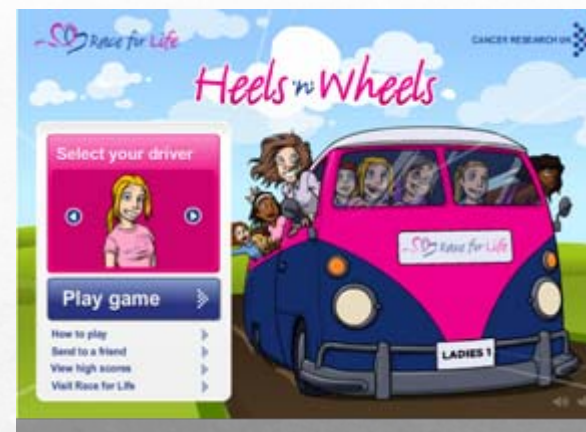 Race for Life
CANCER RESEARCH UK
Heels 'n' Wheels
Select your driver
Play game
How to play
Send to a friend
View high scores
Visit Race for Life
Race for Life
LADIES 1